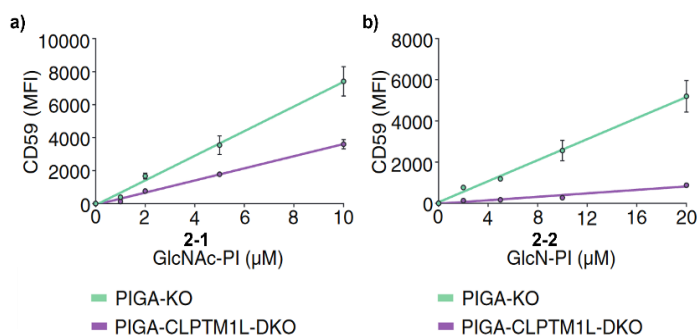 a)
CD59 (MFI)
10000
8000
6000
4000
2000
0
0 2 4 6 8 10
2-1
GlcNAc-PI (µM)
PIGA-KO
PIGA-CLPTM1L-DKO
b)
CD59 (MFI)
8000
6000
4000
2000
0
0 4 8 12 16 20
2-2
GlcN-PI (µM)
PIGA-KO
PIGA-CLPTM1L-DKO